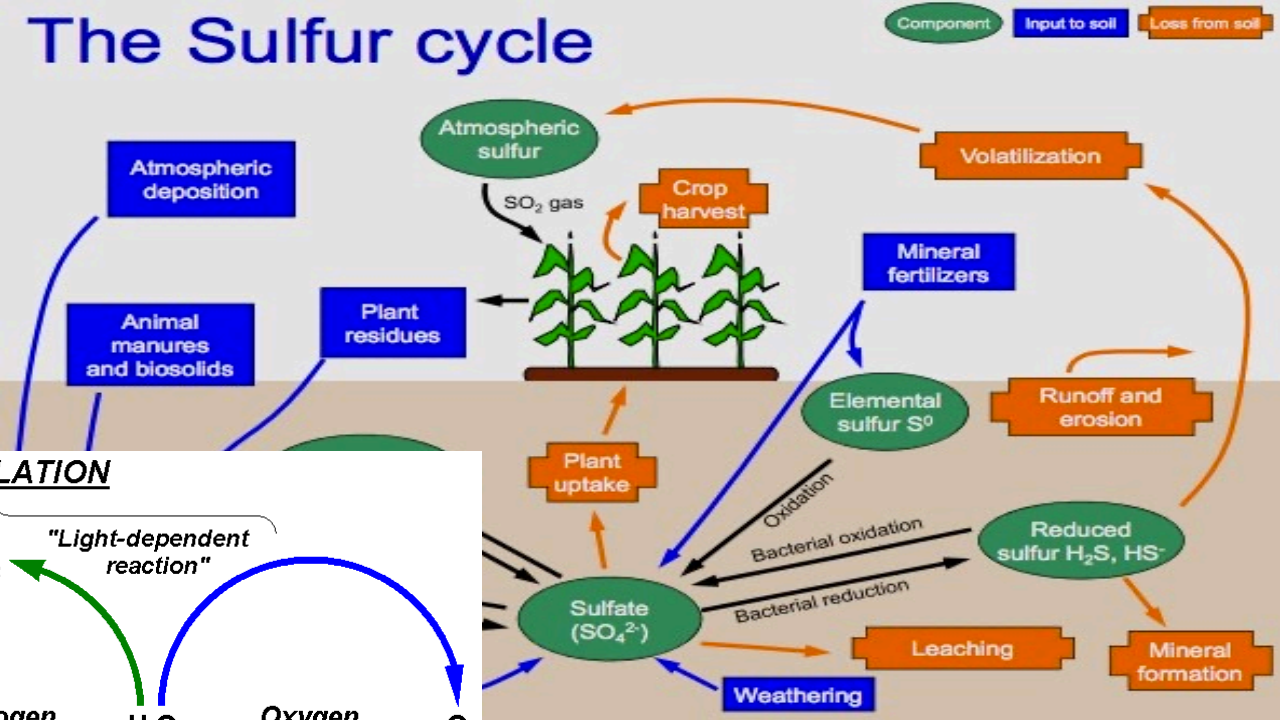 The Sulfur cycle
Component
Input to soil
Loss from soil
Atmospheric
sulfur
Volatilization
Atmospheric
deposition
Crop
harvest
SO₂ gas
Mineral
fertilizers
Animal
manures
and biosolids
Plant
residues
Elemental
sulfur S⁰
Runoff and
erosion
Plant
uptake
Oxidation
Bacterial oxidation
Reduced
sulfur H₂S, HS⁻
Bacterial reduction
Sulfate
(SO₄²⁻)
Leaching
Mineral
formation
Weathering
LATION
"Light-dependent
reaction"
ogen
Oxygen